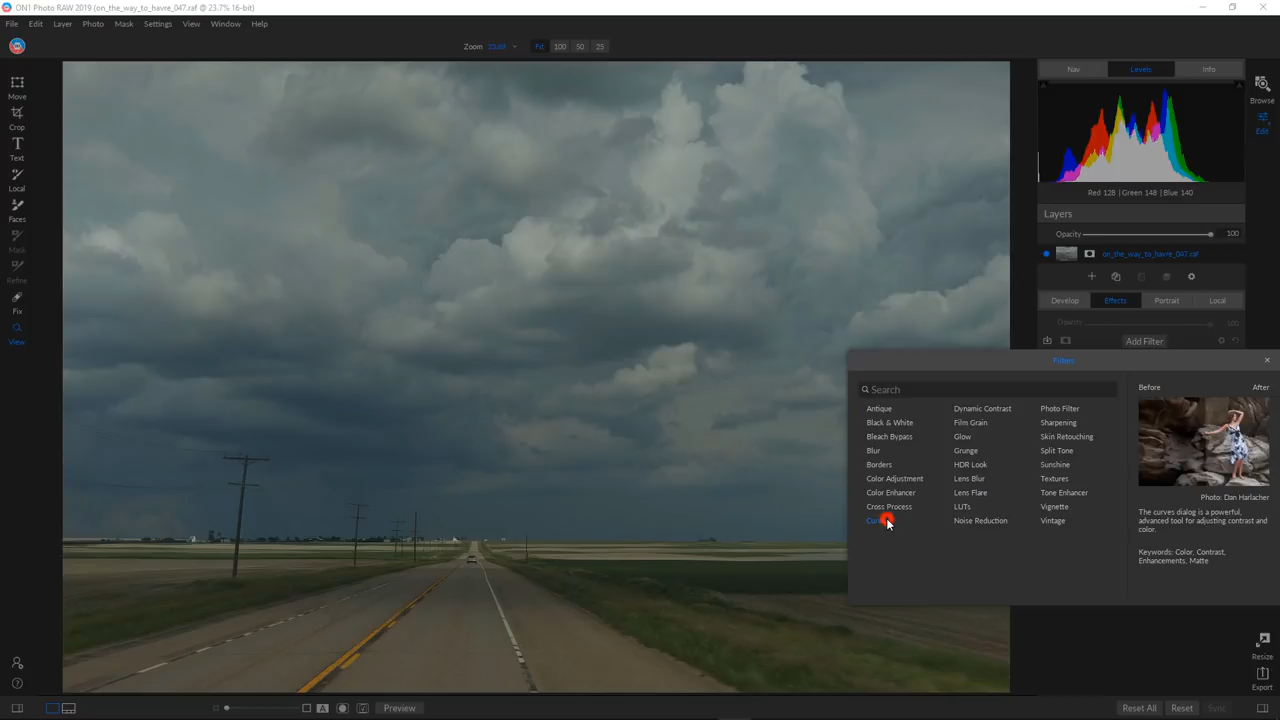 ON1 Photo RAW 2019 (on_the_way_to_havre_047.raf @ 23.7% 16-bit)
File Edit Layer Photo Mask Settings View Window Help
Zoom 23.69 Fit 100 50 25
Move
Crop
Text
Local
Faces
Mask
Refine
Fix
View
Nav Levels Info
Red 128 | Green 148 | Blue 140
Layers
Opacity 100
on_the_way_to_havre_047.raf
Develop Effects Portrait Local
Opacity 100
Add Filter
Browse
Edit
Filters
Search
Antique Dynamic Contrast Photo Filter
Black & White Film Grain Sharpening
Bleach Bypass Glow Skin Retouching
Blur Grunge Split Tone
Borders HDR Look Sunshine
Color Adjustment Lens Blur Textures
Color Enhancer Lens Flare Tone Enhancer
Cross Process LUTs Vignette
Noise Reduction Vintage
Before After
Photo: Dan Harlacher
The curves dialog is a powerful,
advanced tool for adjusting contrast and
color.
Keywords: Color, Contrast,
Enhancements, Matte
Resize
Export
A Preview
Reset All Reset Sync